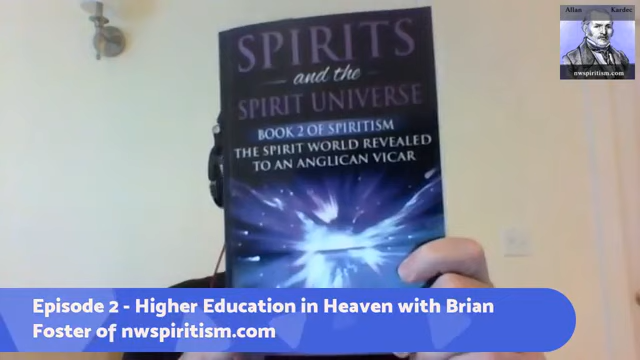 Allan Kardec
nwspiritism.com
SPIRITS
and the
SPIRIT UNIVERSE
BOOK 2 OF SPIRITISM
THE SPIRIT WORLD REVEALED
TO AN ANGLICAN VICAR
Episode 2 - Higher Education in Heaven with Brian
Foster of nwspiritism.com